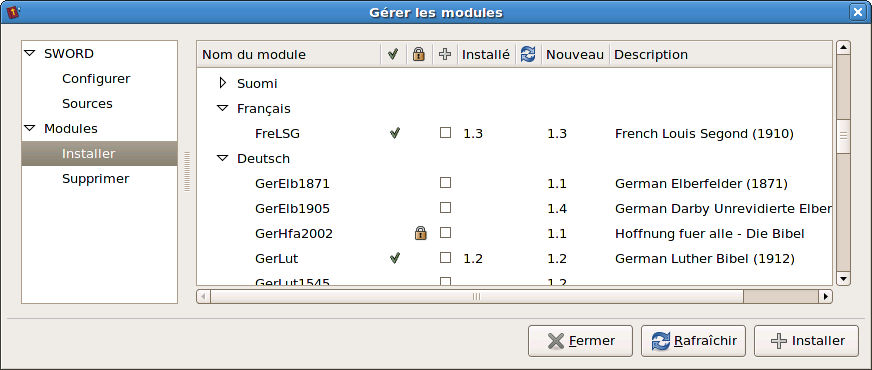 Gérer les modules
SWORD
Configurer
Sources
Modules
Installer
Supprimer
Nom du module Installé Nouveau Description
Suomi
Français
FreLSG 1.3 1.3 French Louis Segond (1910)
Deutsch
GerElb1871 1.1 German Elberfelder (1871)
GerElb1905 1.4 German Darby Unrevidierte Elber
GerHfa2002 1.1 Hoffnung fuer alle - Die Bibel
GerLut 1.2 1.2 German Luther Bibel (1912)
GerLut1545 1.2
Fermer Rafraîchir Installer